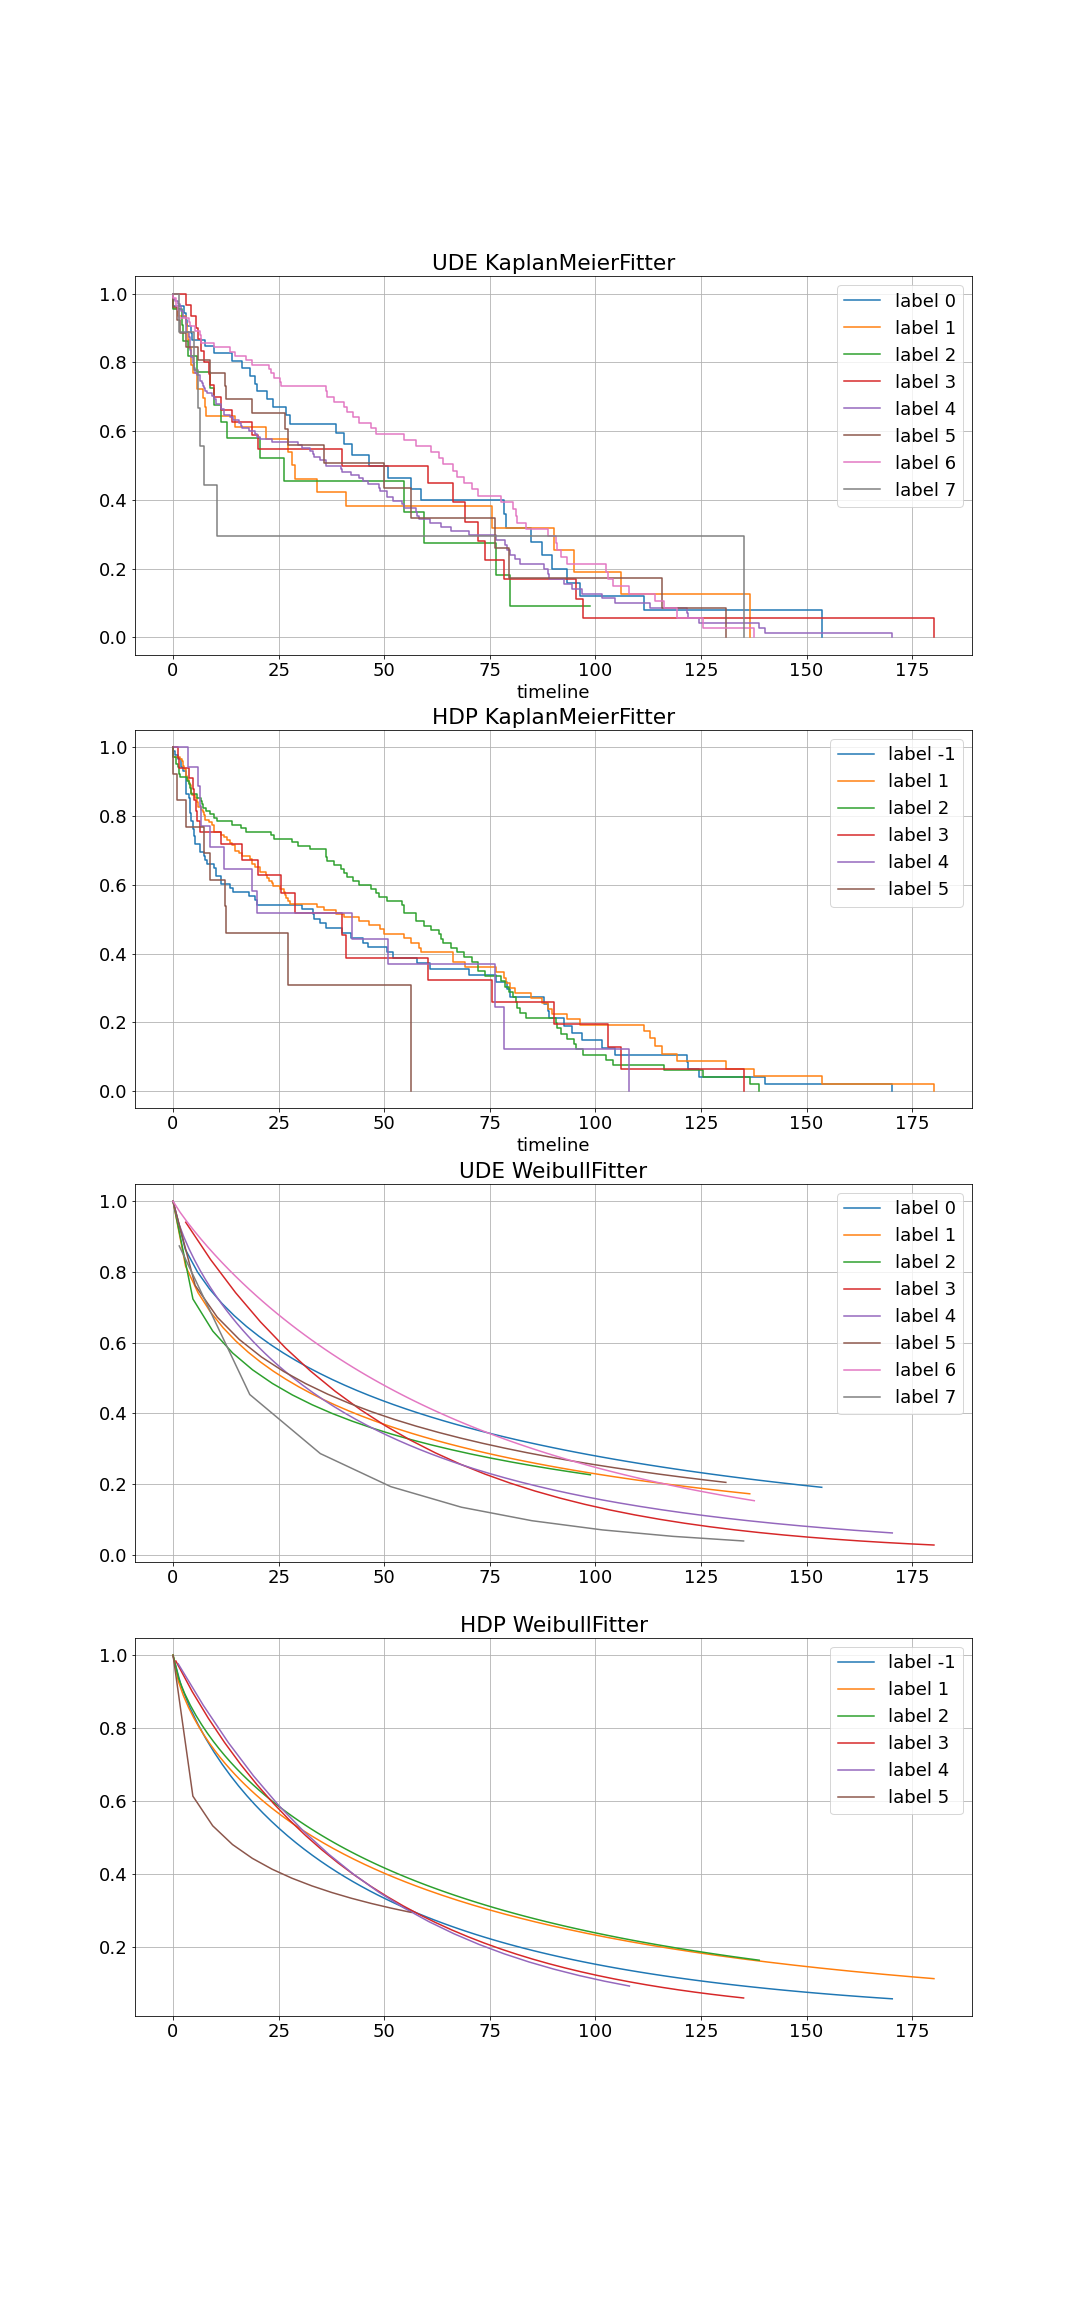 UDE KaplanMeierFitter
1.0
0.8
0.6
0.4
0.2
0.0
label 0
label 1
label 2
label 3
label 4
label 5
label 6
label 7
0 25 50 75 100 125 150 175
timeline
HDP KaplanMeierFitter
1.0
0.8
0.6
0.4
0.2
0.0
label -1
label 1
label 2
label 3
label 4
label 5
0 25 50 75 100 125 150 175
timeline
UDE WeibullFitter
1.0
0.8
0.6
0.4
0.2
0.0
label 0
label 1
label 2
label 3
label 4
label 5
label 6
label 7
0 25 50 75 100 125 150 175
HDP WeibullFitter
1.0
0.8
0.6
0.4
0.2
label -1
label 1
label 2
label 3
label 4
label 5
0 25 50 75 100 125 150 175